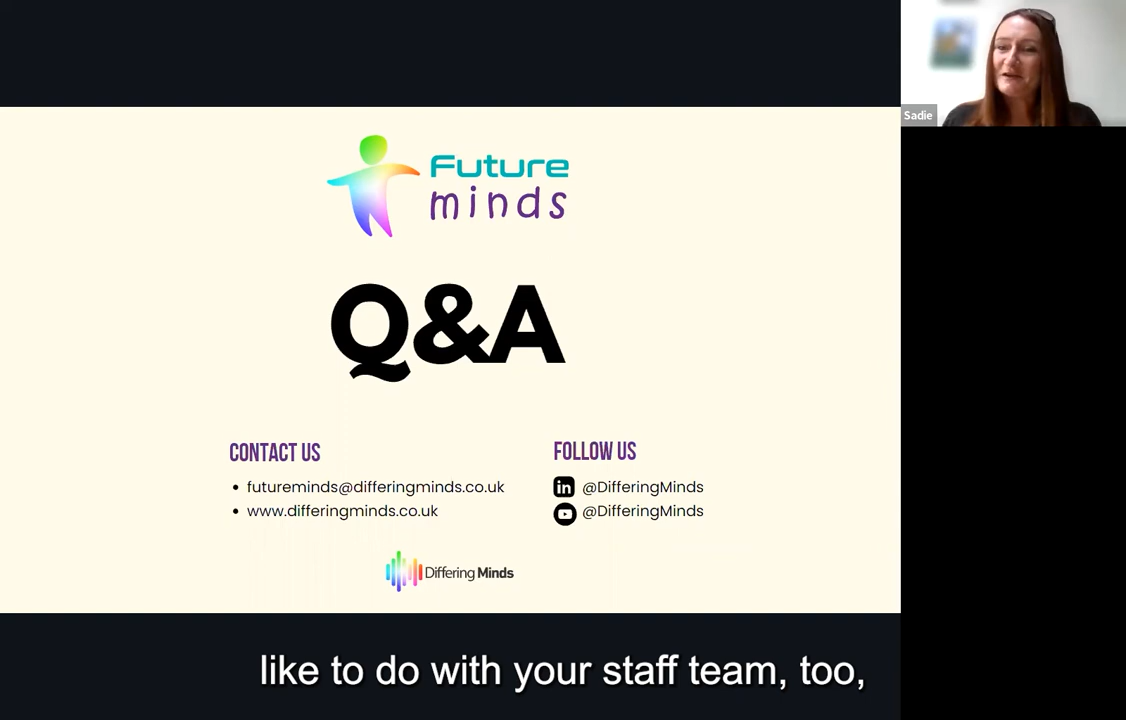 Sadie
Future
minds
Q&A
CONTACT US
• futureminds@differingminds.co.uk
• www.differingminds.co.uk
FOLLOW US
in @DifferingMinds
@DifferingMinds
Differing Minds
like to do with your staff team, too,